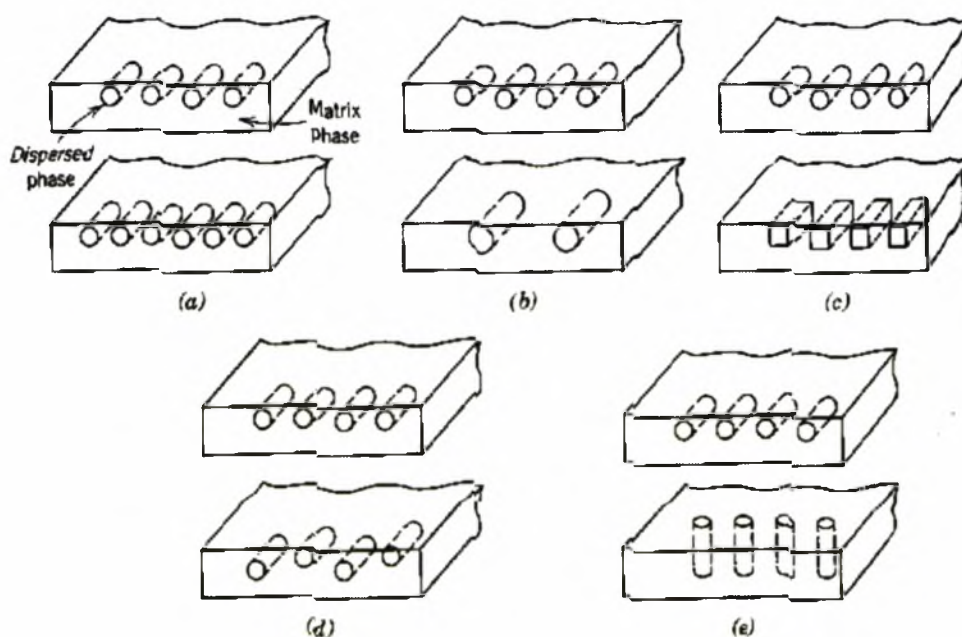 Dispersed
phase
Matrix
Phase
(a)
(b)
(c)
(d)
(e)